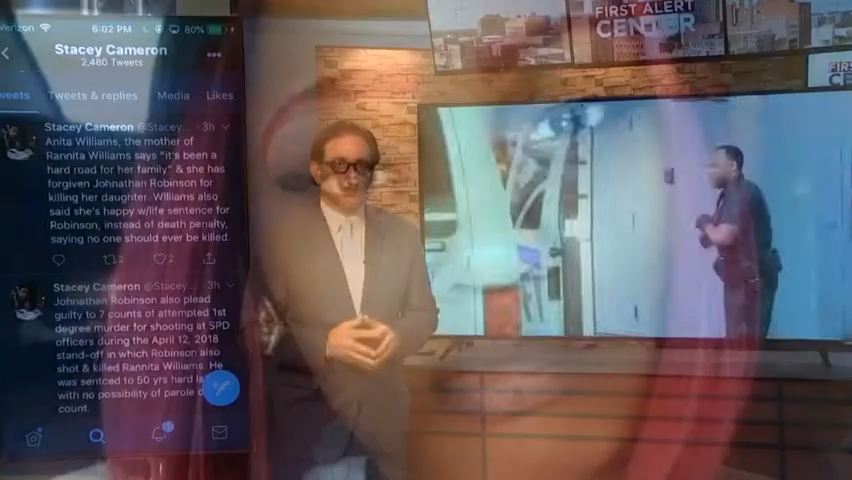 Verizon
6:02 PM
80%
Stacey Cameron
2,480 Tweets
Tweets
Tweets & replies
Media
Likes
Stacey Cameron @Stacey... · 3h
Anita Williams, the mother of
Rannita Williams says "it's been a
hard road for her family" & she has
forgiven Johnathan Robinson for
killing her daughter. Williams also
said she's happy w/life sentence for
Robinson, instead of death penalty,
saying no one should ever be killed.
2
2
Stacey Cameron @Stacey... · 3h
Johnathan Robinson also plead
guilty to 7 counts of attempted 1st
degree murder for shooting at SPD
officers during the April 12, 2018
stand-off in which Robinson also
shot & killed Rannita Williams. He
was sentced to 50 yrs hard
with no possibility of parole
count.
FIRST ALERT
CENTER
FIRS
CE